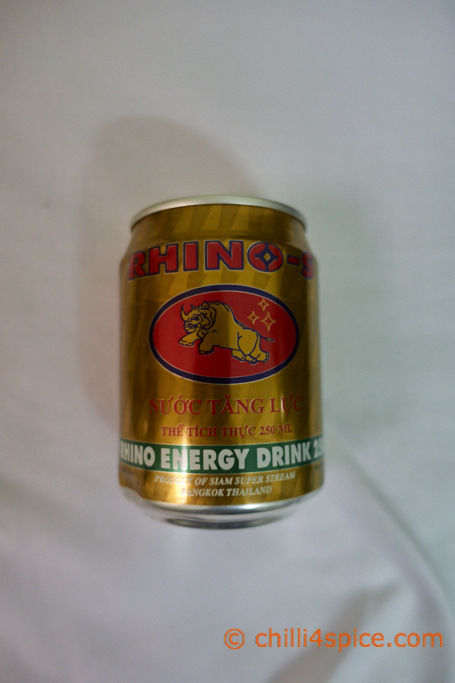 RHINO-S
NƯỚC TĂNG LỰC
THỂ TÍCH THỰC 250 ML
RHINO ENERGY DRINK
PRODUCT OF SIAM SUPER STREAM
BANGKOK THAILAND
© chilli4spice.com